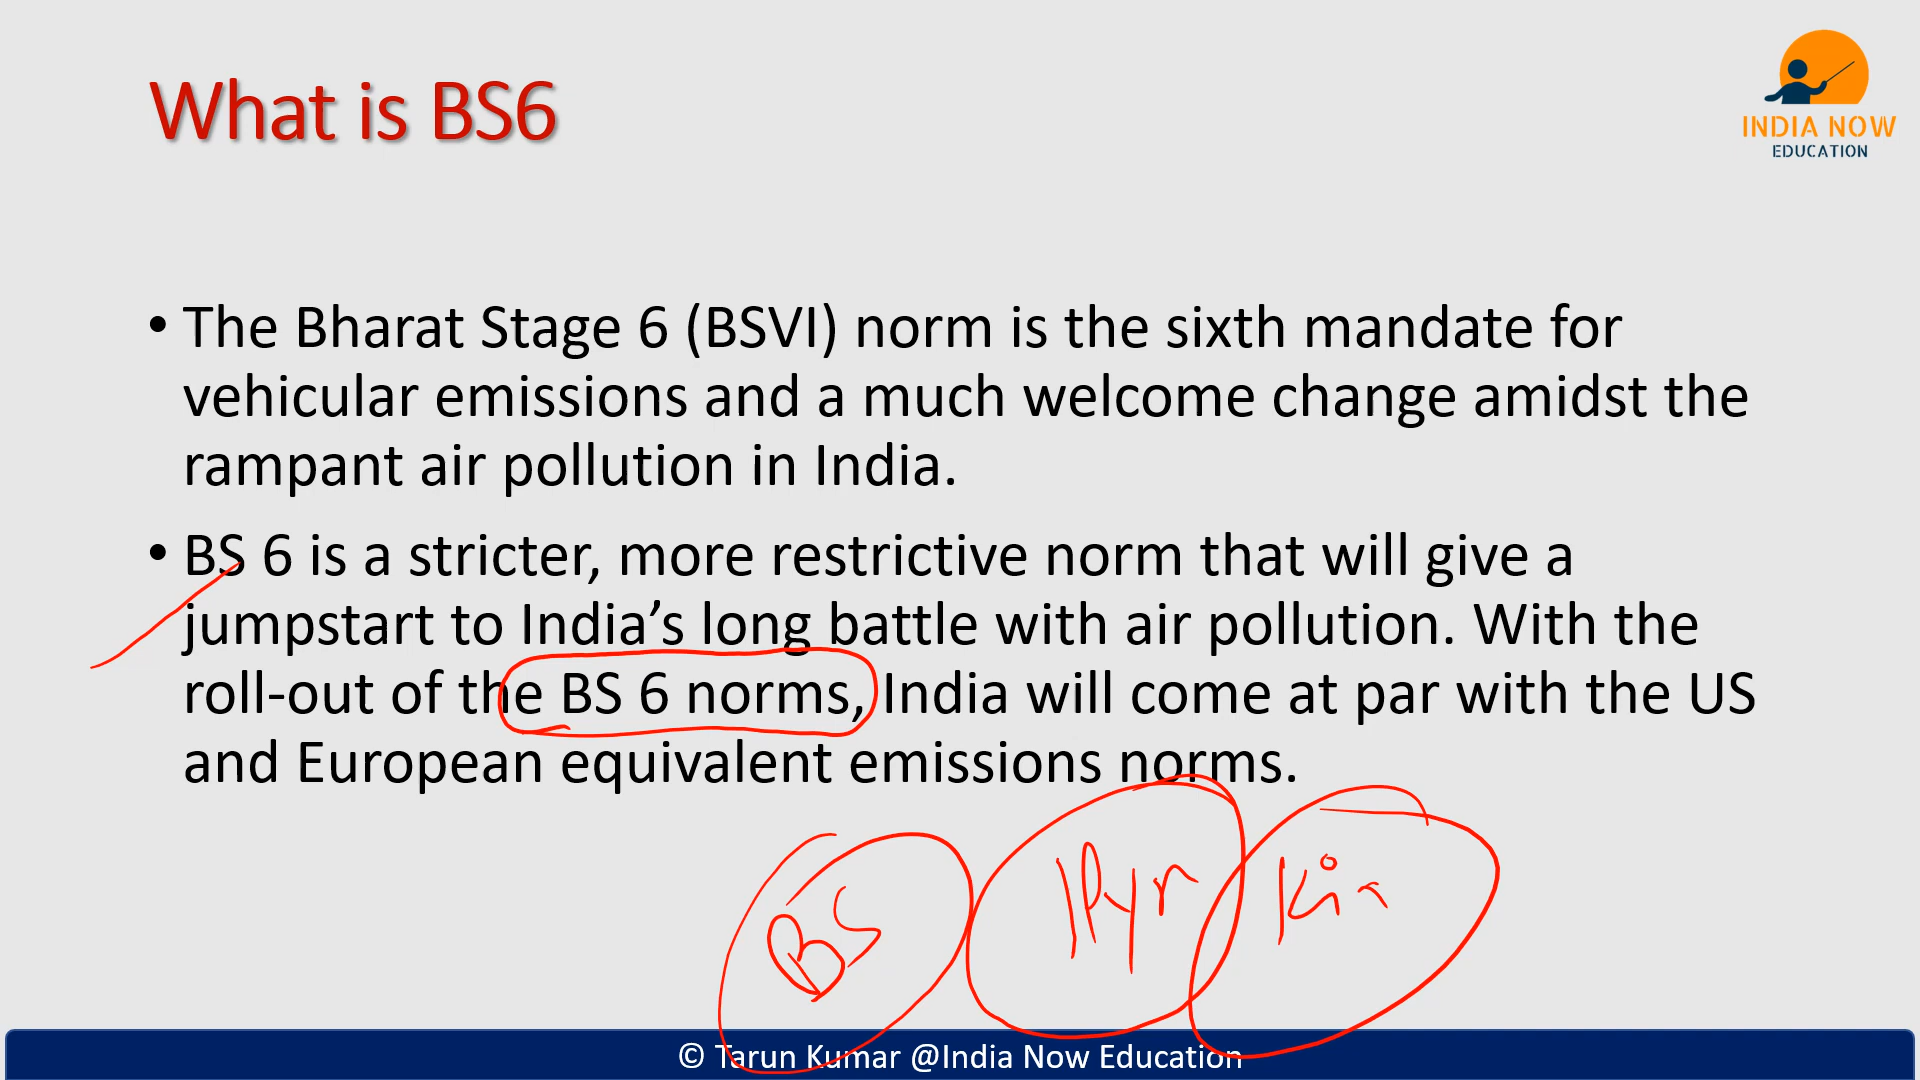 What is BS6
INDIA NOW
EDUCATION
• The Bharat Stage 6 (BSVI) norm is the sixth mandate for
vehicular emissions and a much welcome change amidst the
rampant air pollution in India.
• BS 6 is a stricter, more restrictive norm that will give a
jumpstart to India’s long battle with air pollution. With the
roll-out of the BS 6 norms, India will come at par with the US
and European equivalent emissions norms.
BS
© Tarun Kumar @India Now Education